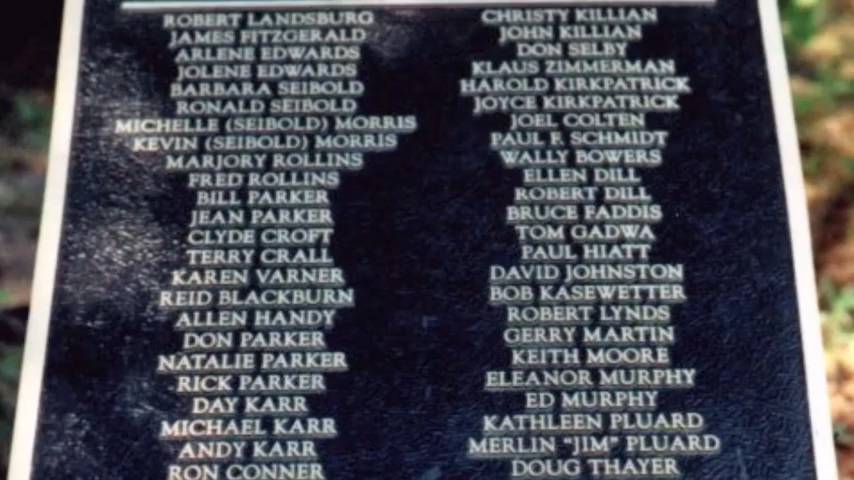 ROBERT LANDSBURG
JAMES FITZGERALD
ARLENE EDWARDS
JOLENE EDWARDS
BARBARA SEIBOLD
RONALD SEIBOLD
MICHELLE (SEIBOLD) MORRIS
KEVIN (SEIBOLD) MORRIS
MARJORY ROLLINS
FRED ROLLINS
BILL PARKER
JEAN PARKER
CLYDE CROFT
TERRY CRALL
KAREN VARNER
REID BLACKBURN
ALLEN HANDY
DON PARKER
NATALIE PARKER
RICK PARKER
DAY KARR
MICHAEL KARR
ANDY KARR
RON CONNER
CHRISTY KILLIAN
JOHN KILLIAN
DON SELBY
KLAUS ZIMMERMAN
HAROLD KIRKPATRICK
JOYCE KIRKPATRICK
JOEL COLTEN
PAUL F. SCHMIDT
WALLY BOWERS
ELLEN DILL
ROBERT DILL
BRUCE FADDIS
TOM GADWA
PAUL HIATT
DAVID JOHNSTON
BOB KASEWETTER
ROBERT LYNDS
GERRY MARTIN
KEITH MOORE
ELEANOR MURPHY
ED MURPHY
KATHLEEN PLUARD
MERLIN "JIM" PLUARD
DOUG THAYER